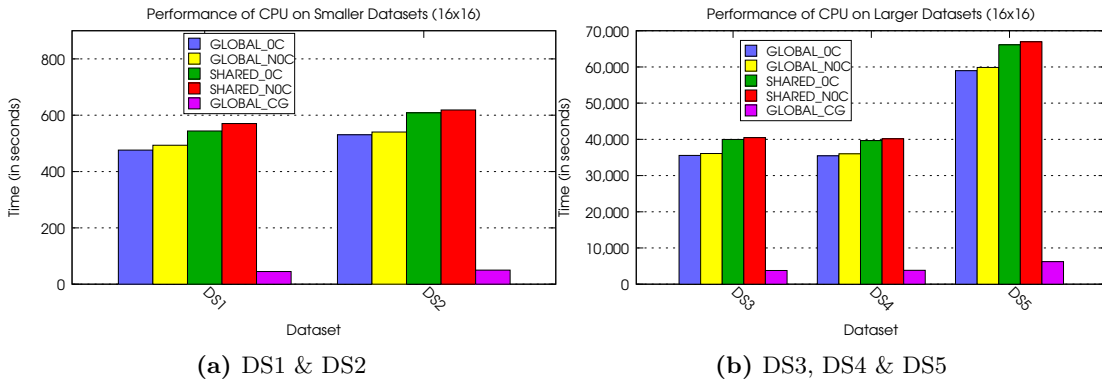 Performance of CPU on Smaller Datasets (16x16)
GLOBAL_0C
GLOBAL_N0C
SHARED_0C
SHARED_N0C
GLOBAL_CG
800
600
400
200
0
Time (in seconds)
DS1
DS2
Dataset
(a) DS1 & DS2
Performance of CPU on Larger Datasets (16x16)
GLOBAL_0C
GLOBAL_N0C
SHARED_0C
SHARED_N0C
GLOBAL_CG
70,000
60,000
50,000
40,000
30,000
20,000
10,000
0
Time (in seconds)
DS3
DS4
DS5
Dataset
(b) DS3, DS4 & DS5